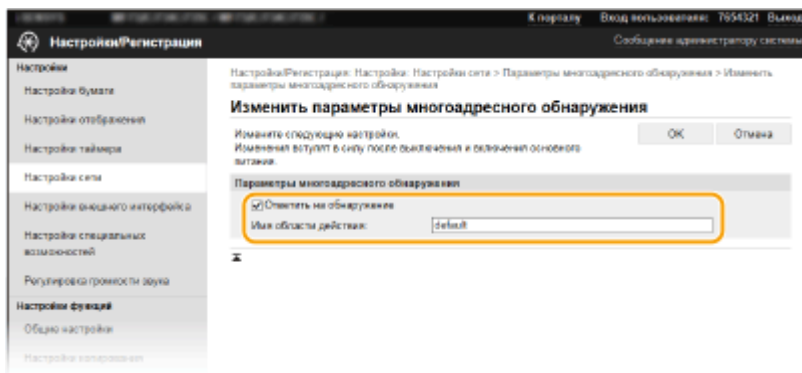 К порталу Вход пользователя: 7654321 Выход
Настройки/Регистрация
Сообщение администратору системы
Настройки
Настройки бумаги
Настройки отображения
Настройки таймера
Настройки сети
Настройки внешнего интерфейса
Настройки специальных
возможностей
Регулировка громкости звука
Настройки функций
Общие настройки
Настройки копирования
Настройки/Регистрация: Настройки: Настройки сети > Параметры многоадресного обнаружения > Изменить
параметры многоадресного обнаружения
Изменить параметры многоадресного обнаружения
Измените следующие настройки.
Изменения вступят в силу после выключения и включения основного
питания.
OK Отмена
Параметры многоадресного обнаружения
Ответить на обнаружение
Имя области действия: default